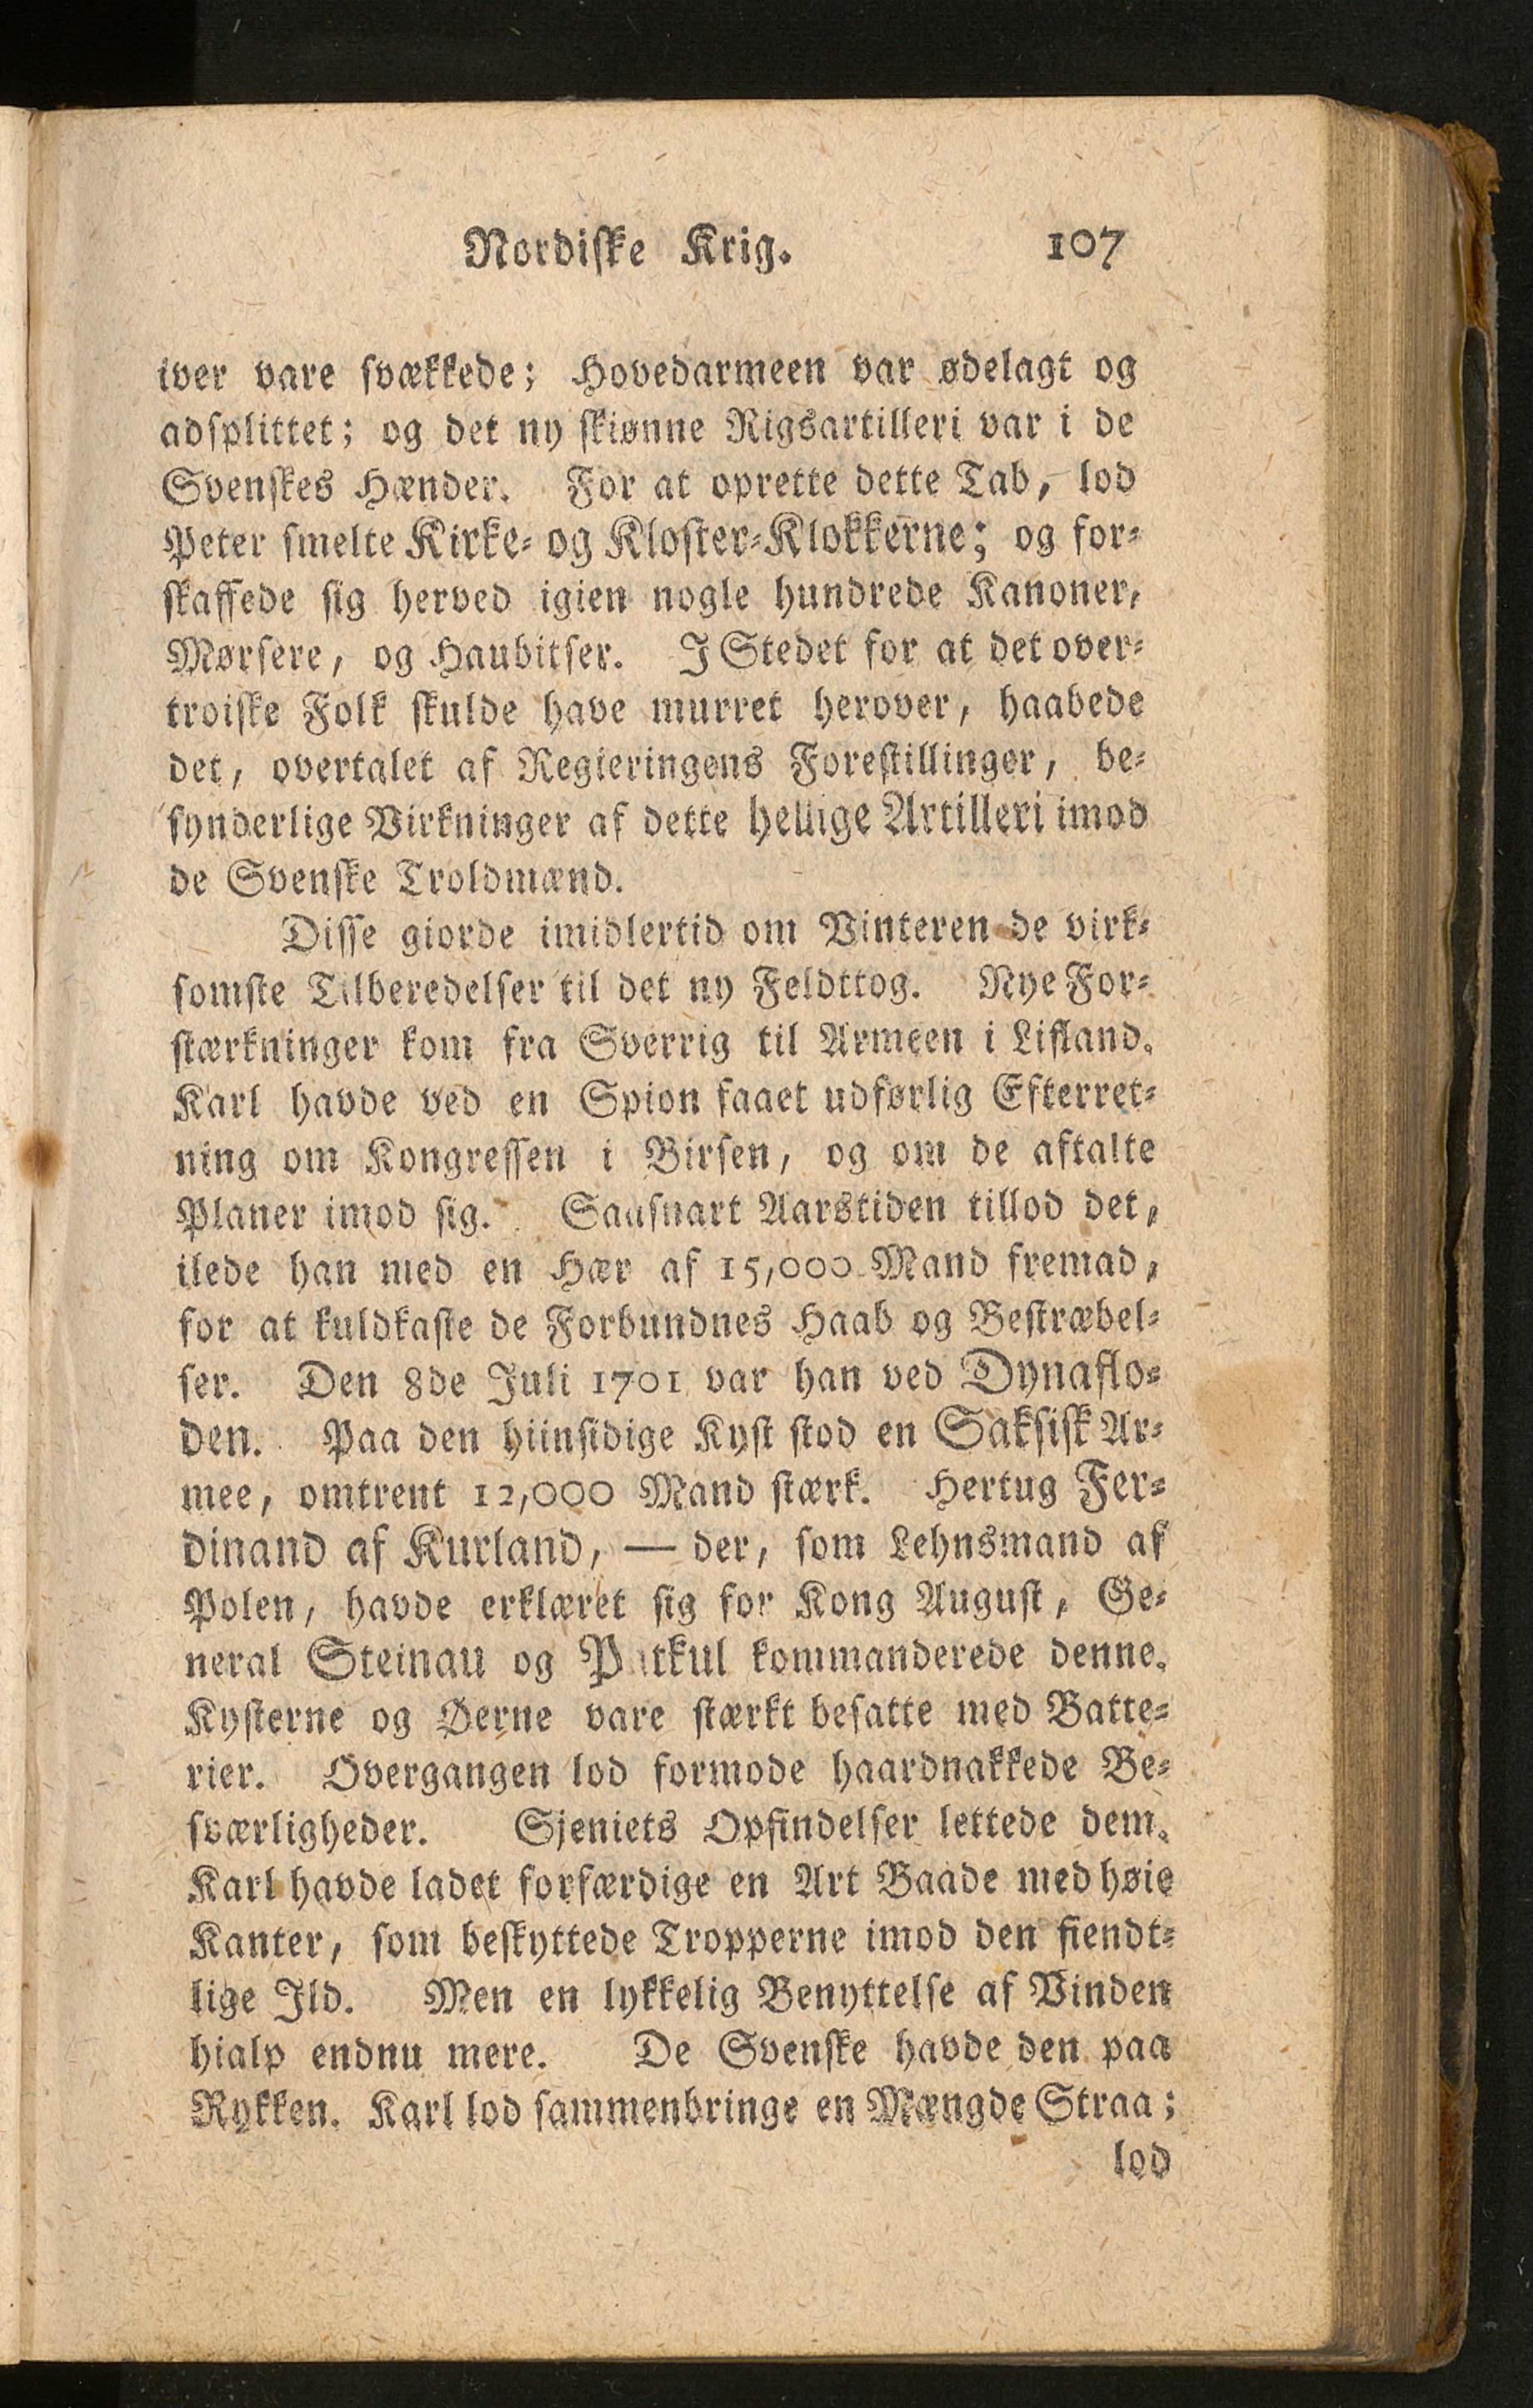 Nordiske Krig. 107
iver vare svækkede; Hovedarmeen var ødelagt og
adsplittet; og det ny skiønne Rigsartilleri var i de
Svenskes Hænder. For at oprette dette Tab, lod
Peter smelte Kirke- og Kloster-Klokkerne; og for-
skaffede sig herved igien nogle hundrede Kanoner,
Mørsere, og Haubitser. I Stedet for at det over-
troiske Folk skulde have murret herover, haabede
det, overtalet af Regieringens Forestillinger, be-
synderlige Virkninger af dette hellige Artilleri imod
de Svenske Troldmænd.
Disse giorde imidlertid om Vinteren de virk-
somste Tilberedelser til det ny Feldttog. Nye For-
stærkninger kom fra Sverrig til Armeen i Lifland.
Karl havde ved en Spion faaet udførlig Efterret-
ning om Kongressen i Birsen, og om de aftalte
Planer imod sig. Saasnart Aarstiden tillod det,
ilede han med en Hær af 15,000 Mand fremad,
for at kuldkaste de Forbundnes Haab og Bestræbel-
ser. Den 8de Juli 1701 var han ved Dynaflo-
den. Paa den hiinsidige Kyst stod en Saksisk Ar-
mee, omtrent 12,000 Mand stærk. Hertug Fer-
dinand af Kurland, — der, som Lehnsmand af
Polen, havde erklæret sig for Kong August, Ge-
neral Steinau og Patkul kommanderede denne.
Kysterne og Øerne vare stærkt besatte med Batte-
rier. Overgangen lod formode haardnakkede Be-
sværligheder. Sjeniets Opfindelser lettede dem.
Karl havde ladet forfærdige en Art Baade med høie
Kanter, som beskyttede Tropperne imod den fiendt-
lige Ild. Men en lykkelig Benyttelse af Vinden
hialp endnu mere. De Svenske havde den paa
Rykken. Karl lod sammenbringe en Mængde Straa;
lod